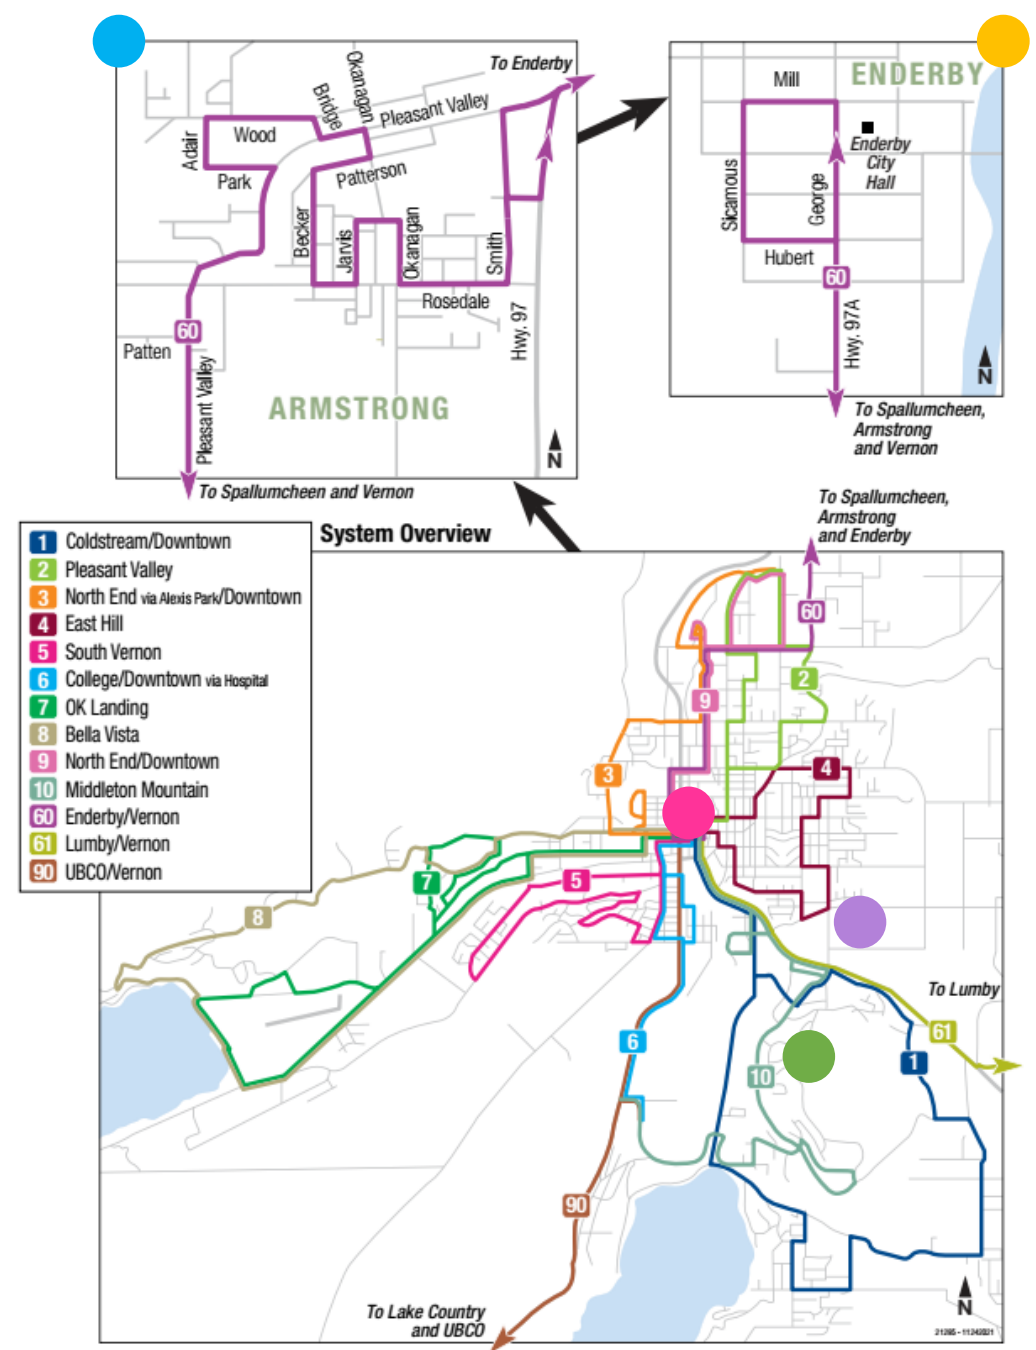 To Enderby
Okanagan
Bridge
Pleasant Valley
Adair
Wood
Park
Patterson
Becker
Jarvis
Okanagan
Smith
Rosedale
Hwy. 97
60
Patten
Pleasant Valley
ARMSTRONG
N
To Spallumcheen and Vernon
Mill
ENDERBY
Enderby
City
Hall
Sicamous
George
Hubert
60
Hwy. 97A
N
To Spallumcheen,
Armstrong
and Vernon
System Overview
To Spallumcheen,
Armstrong
and Enderby
1 Coldstream/Downtown
2 Pleasant Valley
3 North End via Alexis Park/Downtown
4 East Hill
5 South Vernon
6 College/Downtown via Hospital
7 OK Landing
8 Bella Vista
9 North End/Downtown
10 Middleton Mountain
60 Enderby/Vernon
61 Lumby/Vernon
90 UBCO/Vernon
60
2
9
3
4
7
5
8
To Lumby
61
6
1
10
90
To Lake Country
and UBCO
N
21285 - 11242021